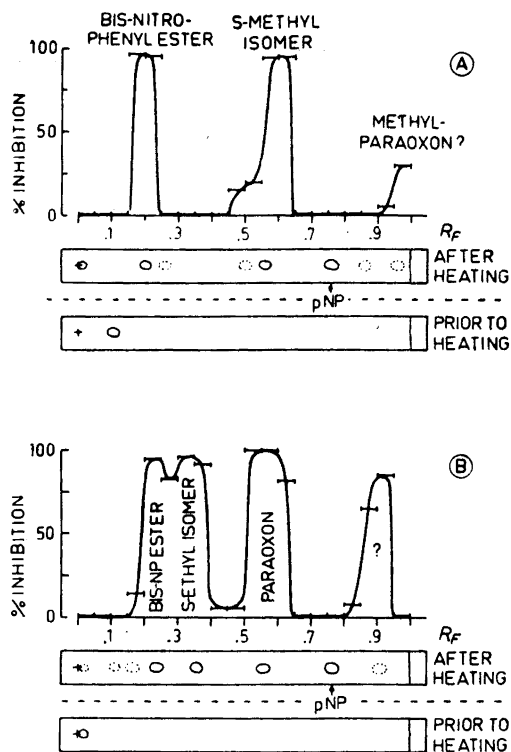 BIS-NITRO-
PHENYL ESTER
S-METHYL
ISOMER
A
100
50
0
% INHIBITION
METHYL-
PARAOXON?
.1 .3 .5 .7 .9 RF
AFTER
HEATING
pNP
PRIOR TO
HEATING
B
100
50
0
% INHIBITION
BIS-NP ESTER
S-ETHYL ISOMER
PARAOXON
?
.1 .3 .5 .7 .9 RF
AFTER
HEATING
pNP
PRIOR TO
HEATING